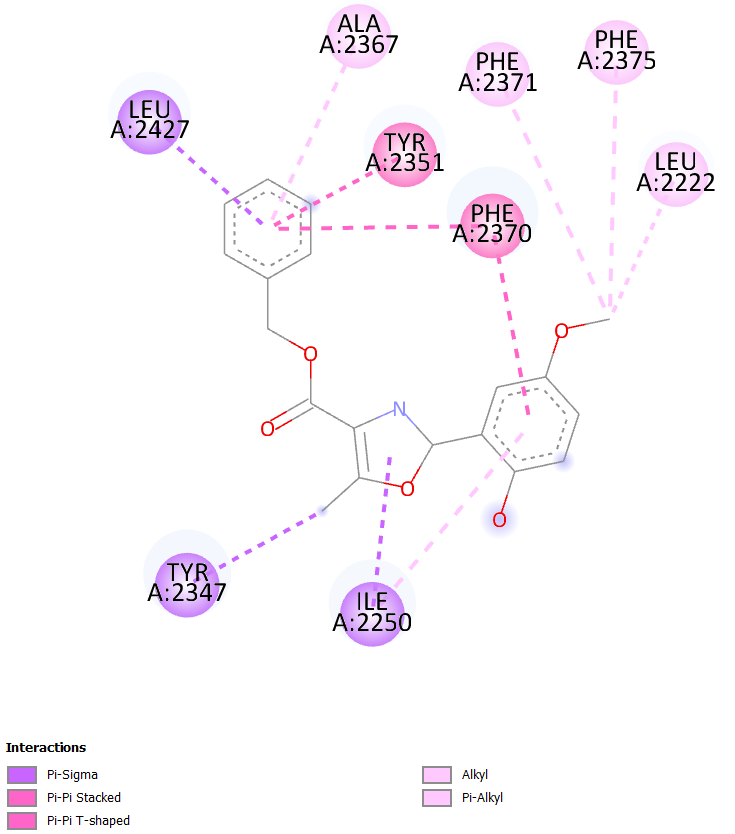 ALA
A:2367
PHE
A:2375
PHE
A:2371
LEU
A:2427
TYR
A:2351
LEU
A:2222
PHE
A:2370
O
O
O
N
O
O
TYR
A:2347
ILE
A:2250
Interactions
Pi-Sigma
Pi-Pi Stacked
Pi-Pi T-shaped
Alkyl
Pi-Alkyl